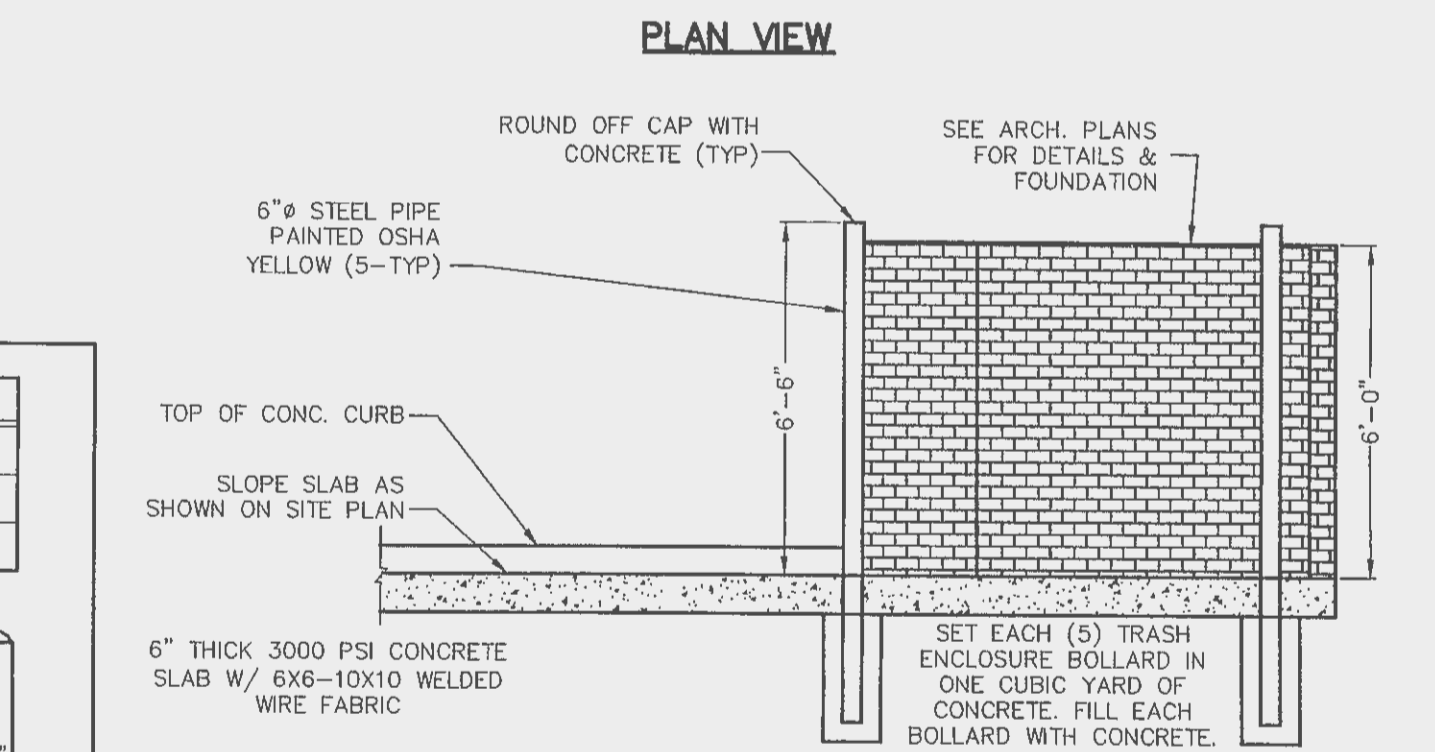 PLAN VIEW
ROUND OFF CAP WITH
CONCRETE (TYP)
SEE ARCH. PLANS
FOR DETAILS &
FOUNDATION
6"ø STEEL PIPE
PAINTED OSHA
YELLOW (5-TYP)
6'-6"
6'-0"
TOP OF CONC. CURB
SLOPE SLAB AS
SHOWN ON SITE PLAN
6" THICK 3000 PSI CONCRETE
SLAB W/ 6X6-10X10 WELDED
WIRE FABRIC
SET EACH (5) TRASH
ENCLOSURE BOLLARD IN
ONE CUBIC YARD OF
CONCRETE. FILL EACH
BOLLARD WITH CONCRETE.